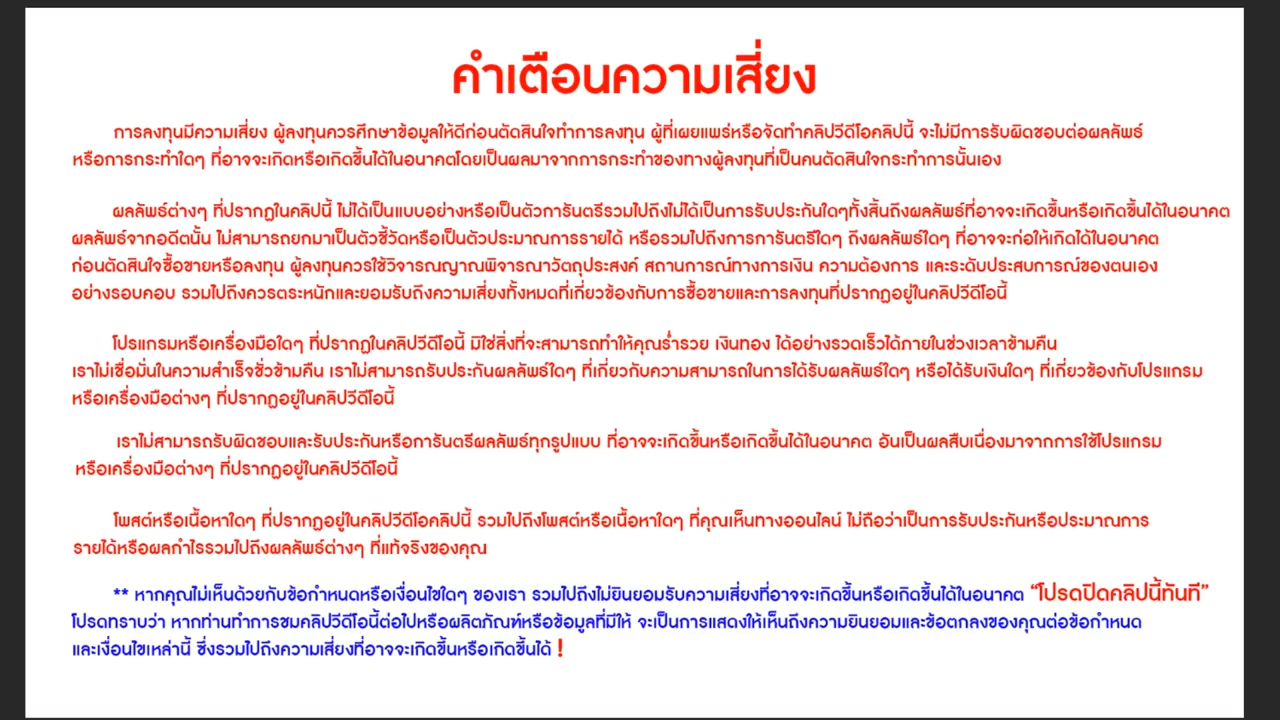 คำเตือนความเสี่ยง
การลงทุนมีความเสี่ยง ผู้ลงทุนควรศึกษาข้อมูลให้ดีก่อนตัดสินใจทำการลงทุน ผู้ที่เผยแพร่หรือจัดทำคลิปวีดีโอคลิปนี้ จะไม่มีการรับผิดชอบต่อผลลัพธ์
หรือการกระทำใดๆ ที่อาจจะเกิดหรือเกิดขึ้นได้ในอนาคตโดยเป็นผลมาจากการกระทำของทางผู้ลงทุนที่เป็นคนตัดสินใจกระทำการนั้นเอง
ผลลัพธ์ต่างๆ ที่ปรากฏในคลิปนี้ ไม่ได้เป็นแบบอย่างหรือเป็นตัวการันตรีรวมไปถึงไม่ได้เป็นการรับประกันใดๆทั้งสิ้นถึงผลลัพธ์ที่อาจจะเกิดขึ้นหรือเกิดขึ้นได้ในอนาคต
ผลลัพธ์จากอดีตนั้น ไม่สามารถยกมาเป็นตัวชี้วัดหรือเป็นตัวประมาณการรายได้ หรือรวมไปถึงการการันตรีใดๆ ถึงผลลัพธ์ใดๆ ที่อาจจะก่อให้เกิดได้ในอนาคต
ก่อนตัดสินใจซื้อขายหรือลงทุน ผู้ลงทุนควรใช้วิจารณญาณพิจารณาวัตถุประสงค์ สถานการณ์ทางการเงิน ความต้องการ และระดับประสบการณ์ของตนเอง
อย่างรอบคอบ รวมไปถึงควรตระหนักและยอมรับถึงความเสี่ยงทั้งหมดที่เกี่ยวข้องกับการซื้อขายและการลงทุนที่ปรากฏอยู่ในคลิปวีดีโอนี้
โปรแกรมหรือเครื่องมือใดๆ ที่ปรากฏในคลิปวีดีโอนี้ มิใช่สิ่งที่จะสามารถทำให้คุณร่ำรวย เงินทอง ได้อย่างรวดเร็วได้ภายในช่วงเวลาข้ามคืน
เราไม่เชื่อมั่นในความสำเร็จชั่วข้ามคืน เราไม่สามารถรับประกันผลลัพธ์ใดๆ ที่เกี่ยวกับความสามารถในการได้รับผลลัพธ์ใดๆ หรือได้รับเงินใดๆ ที่เกี่ยวข้องกับโปรแกรม
หรือเครื่องมือต่างๆ ที่ปรากฏอยู่ในคลิปวีดีโอนี้
เราไม่สามารถรับผิดชอบและรับประกันหรือการันตรีผลลัพธ์ทุกรูปแบบ ที่อาจจะเกิดขึ้นหรือเกิดขึ้นได้ในอนาคต อันเป็นผลสืบเนื่องมาจากการใช้โปรแกรม
หรือเครื่องมือต่างๆ ที่ปรากฏอยู่ในคลิปวีดีโอนี้
โพสต์หรือเนื้อหาใดๆ ที่ปรากฏอยู่ในคลิปวีดีโอคลิปนี้ รวมไปถึงโพสต์หรือเนื้อหาใดๆ ที่คุณเห็นทางออนไลน์ ไม่ถือว่าเป็นการรับประกันหรือประมาณการ
รายได้หรือผลกำไรรวมไปถึงผลลัพธ์ต่างๆ ที่แท้จริงของคุณ
** หากคุณไม่เห็นด้วยกับข้อกำหนดหรือเงื่อนไขใดๆ ของเรา รวมไปถึงไม่ยินยอมรับความเสี่ยงที่อาจจะเกิดขึ้นหรือเกิดขึ้นได้ในอนาคต “โปรดปิดคลิปนี้ทันที”
โปรดทราบว่า หากท่านทำการชมคลิปวีดีโอนี้ต่อไปหรือผลิตภัณฑ์หรือข้อมูลที่มีให้ จะเป็นการแสดงให้เห็นถึงความยินยอมและข้อตกลงของคุณต่อข้อกำหนด
และเงื่อนไขเหล่านี้ ซึ่งรวมไปถึงความเสี่ยงที่อาจจะเกิดขึ้นหรือเกิดขึ้นได้ !